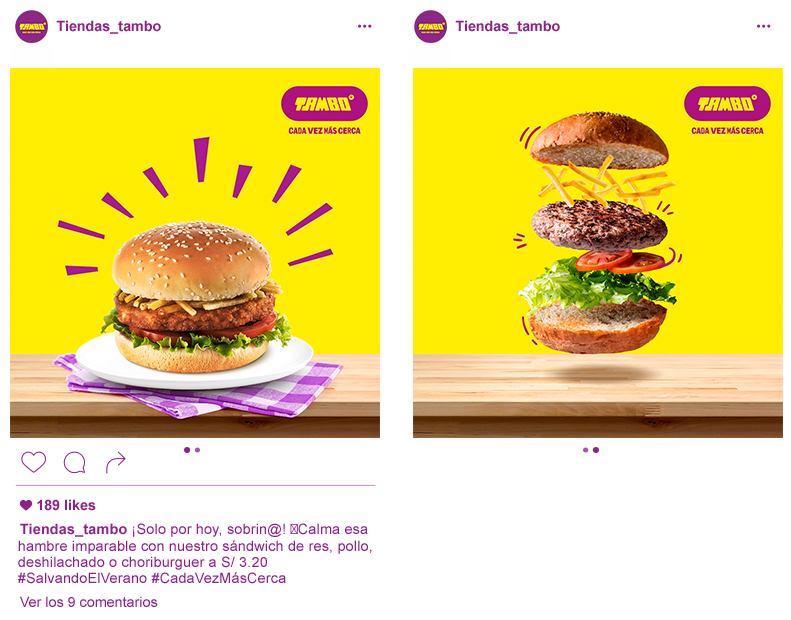 Tiendas_tambo
TAMBO
CADA VEZ MÁS CERCA
189 likes
Tiendas_tambo ¡Solo por hoy, sobrin@! Calma esa
hambre imparable con nuestro sándwich de res, pollo,
deshilachado o choriburguer a S/ 3.20
#SalvandoElVerano #CadaVezMásCerca
Ver los 9 comentarios
Tiendas_tambo
TAMBO
CADA VEZ MÁS CERCA